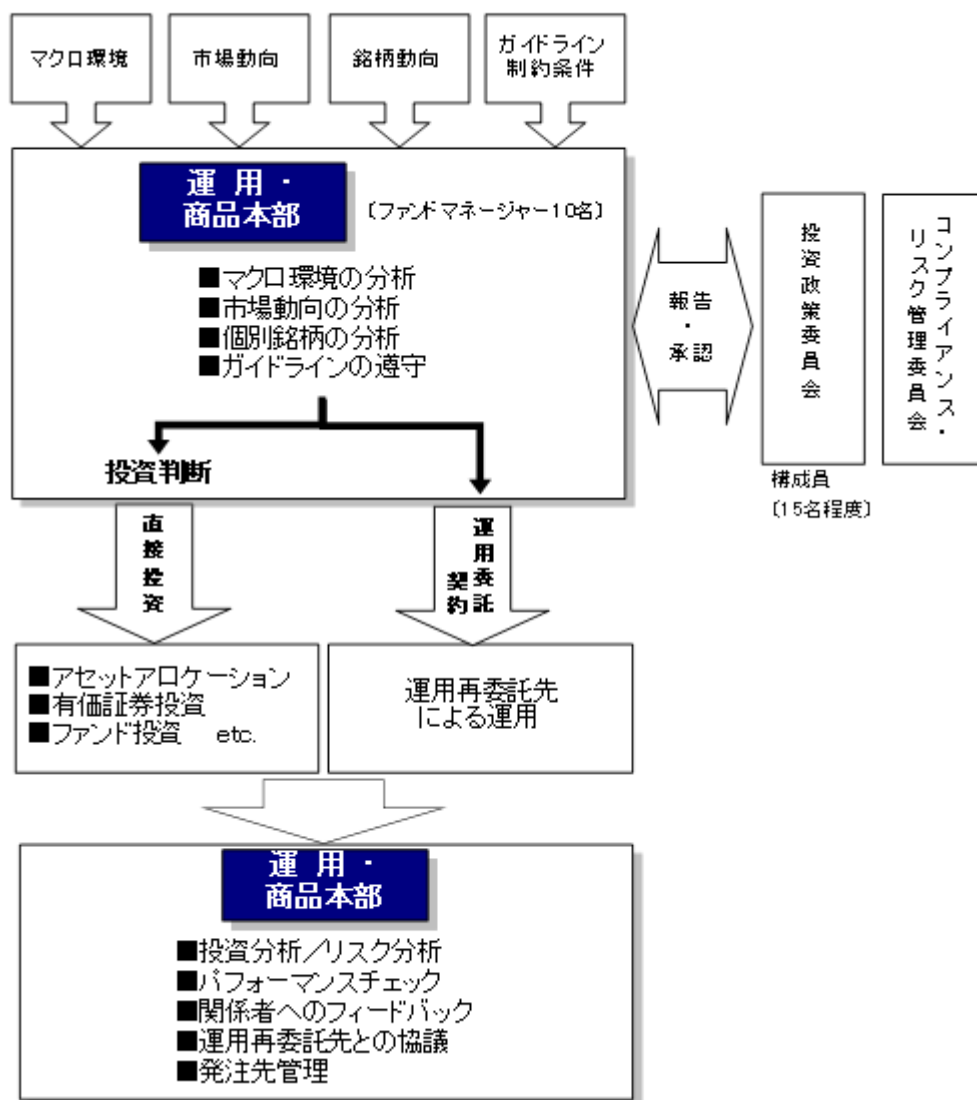 マクロ環境
市場動向
銘柄動向
ガイドライン
制約条件
運 用 ・
商品本部
〔ファンドマネージャー10名〕
■マクロ環境の分析
■市場動向の分析
■個別銘柄の分析
■ガイドラインの遵守
投資判断
報告
・
承認
投資政策委員会
コンプライアンス・
リスク管理委員会
構成員
〔15名程度〕
直接投資
運用委託
契約
■アセットアロケーション
■有価証券投資
■ファンド投資 etc.
運用再委託先
による運用
運 用 ・
商品本部
■投資分析／リスク分析
■パフォーマンスチェック
■関係者へのフィードバック
■運用再委託先との協議
■発注先管理